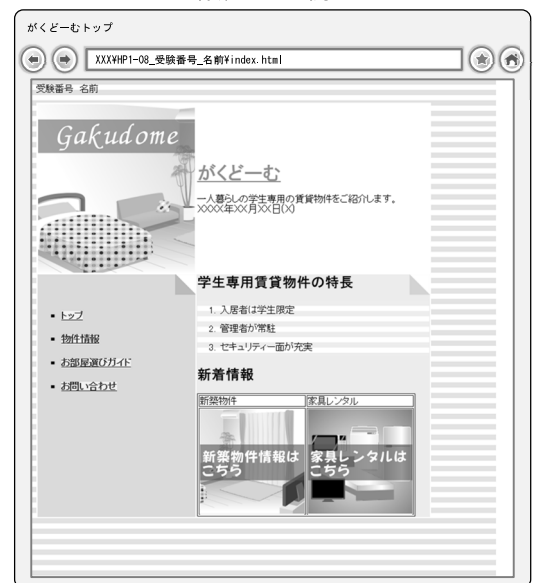 がくどーむトップ
XXX¥HP1-08_受験番号_名前¥index.html
受験番号 名前
Gakudome
がくどーむ
一人暮らしの学生専用の賃貸物件をご紹介します。
XXXX年XX月XX日(X)
トップ
物件情報
お部屋選びガイド
お問い合わせ
学生専用賃貸物件の特長
1. 入居者は学生限定
2. 管理者が常駐
3. セキュリティー面が充実
新着情報
新築物件
家具レンタル
新築物件情報は
こちら
家具レンタルは
こちら